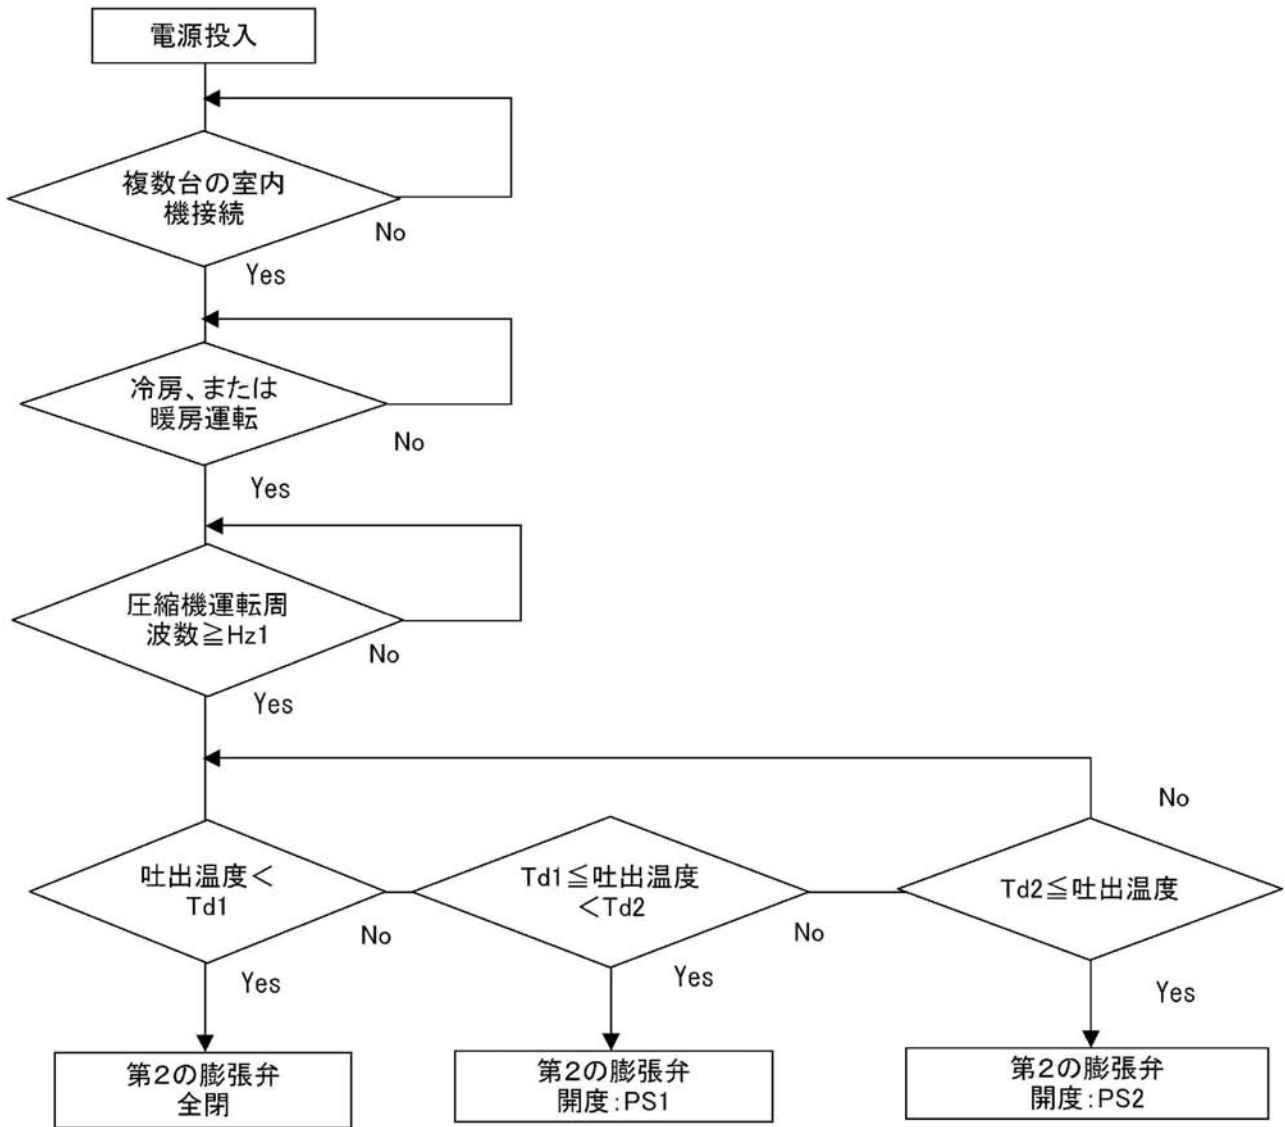 電源投入
複数台の室内
機接続
No
Yes
冷房、または
暖房運転
No
Yes
圧縮機運転周
波数≧Hz1
No
Yes
吐出温度＜
Td1
No
Yes
Td1≦吐出温度
＜Td2
No
Yes
Td2≦吐出温度
No
Yes
第2の膨張弁
全閉
第2の膨張弁
開度:PS1
第2の膨張弁
開度:PS2